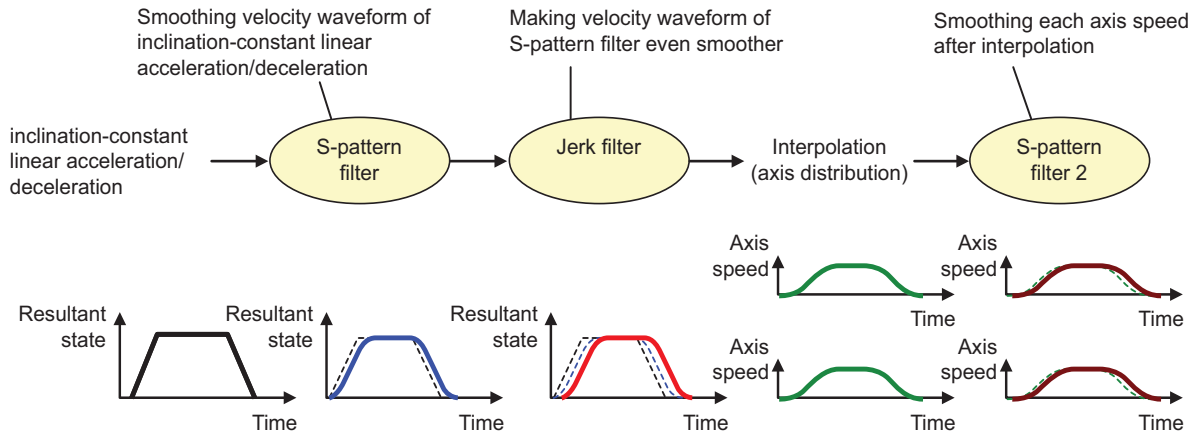 Smoothing velocity waveform of
inclination-constant linear
acceleration/deceleration
Making velocity waveform of
S-pattern filter even smoother
Smoothing each axis speed
after interpolation
inclination-constant
linear acceleration/
deceleration
S-pattern
filter
Jerk filter
Interpolation
(axis distribution)
S-pattern
filter 2
Axis
speed
Time
Axis
speed
Time
Resultant
state
Time
Resultant
state
Time
Resultant
state
Time
Axis
speed
Time
Axis
speed
Time